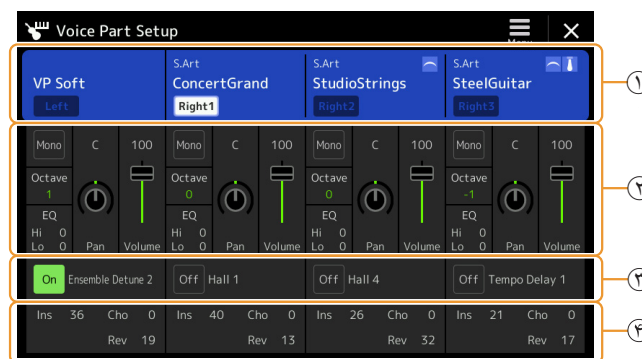 Voice Part Setup
Menu
VP Soft
Left
S.Art
ConcertGrand
Right1
S.Art
StudioStrings
Right2
S.Art
SteelGuitar
Right3
۱
Mono C 100 Mono C 100 Mono C 100 Mono C 100
Octave Octave Octave Octave
1 0 0 -1
EQ EQ EQ EQ
Hi 0 Hi 0 Hi 0 Hi 0
Lo 0 Pan Volume Lo 0 Pan Volume Lo 0 Pan Volume Lo 0 Pan Volume
۲
On Ensemble Detune 2 Off Hall 1 Off Hall 4 Off Tempo Delay 1
۳
Ins 36 Cho 0 Ins 40 Cho 0 Ins 26 Cho 0 Ins 21 Cho 0
Rev 19 Rev 13 Rev 32 Rev 17
۴